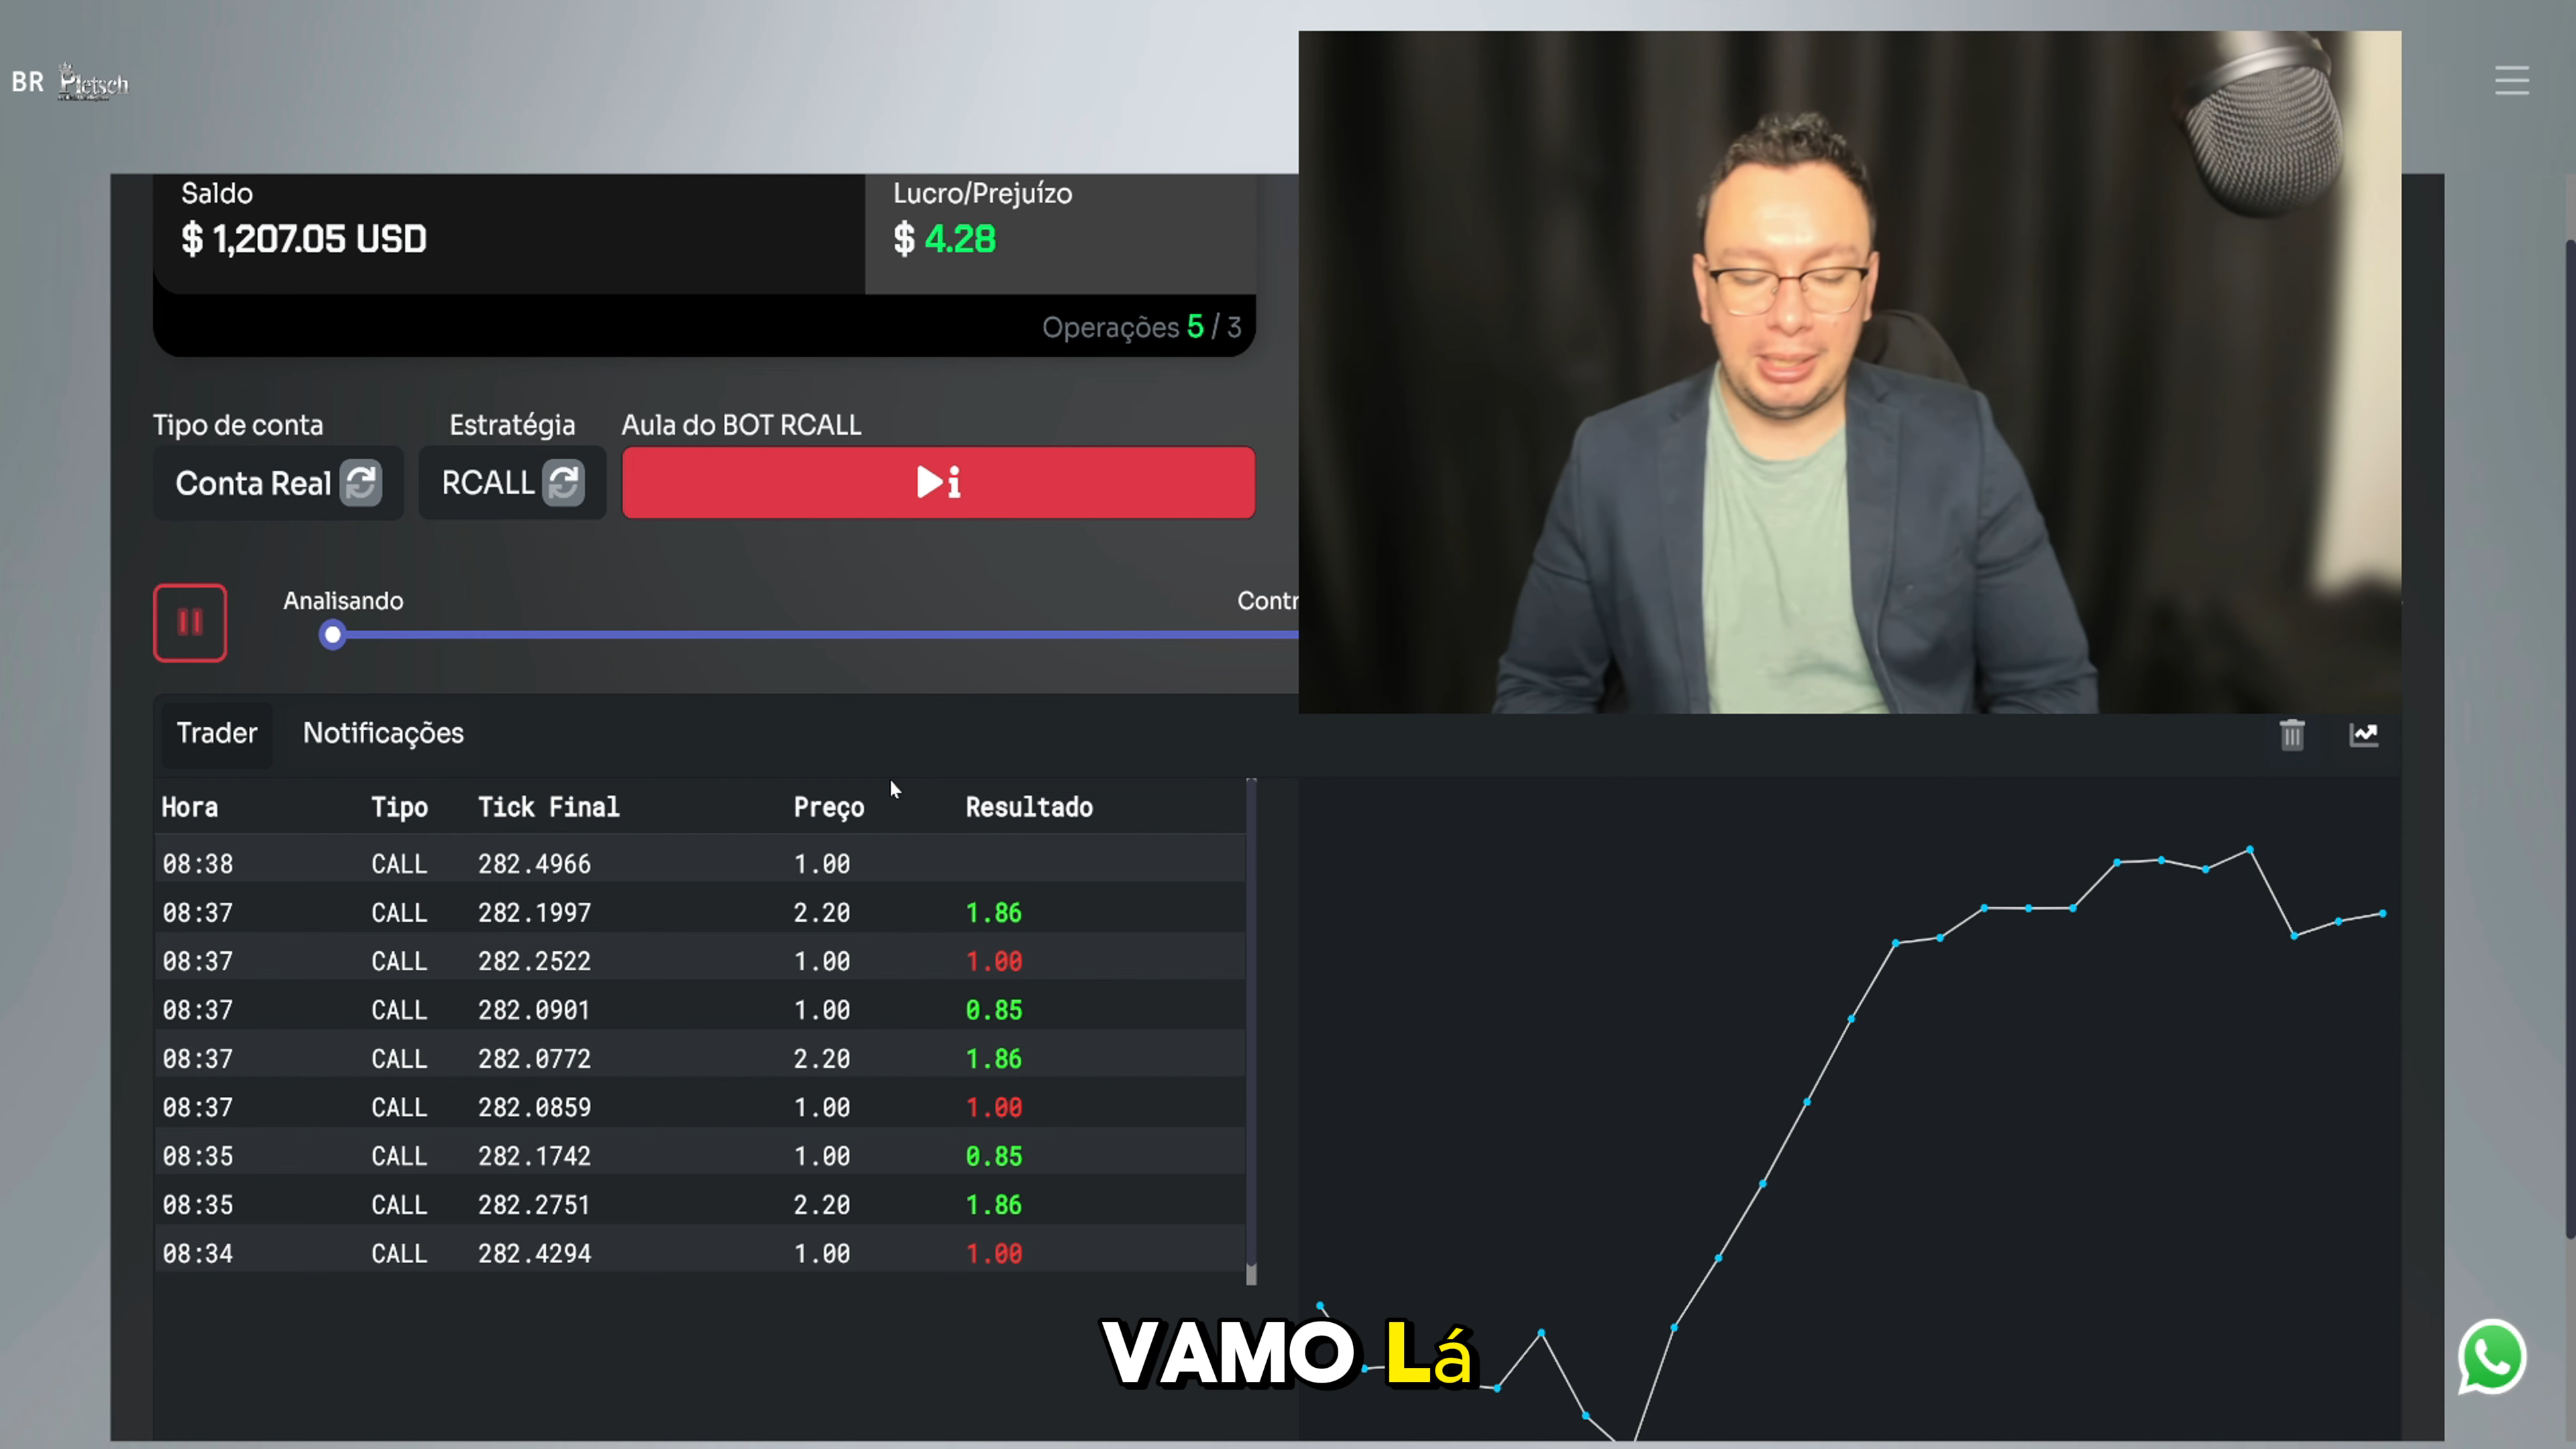 BR Pletsch
Saldo
$ 1,207.05 USD
Lucro/Prejuízo
$ 4.28
Operações 5 / 3
Tipo de conta
Estratégia
Aula do BOT RCALL
Conta Real
RCALL
Analisando
Contr
Trader
Notificações
Hora Tipo Tick Final Preço Resultado
08:38 CALL 282.4966 1.00
08:37 CALL 282.1997 2.20 1.86
08:37 CALL 282.2522 1.00 1.00
08:37 CALL 282.0901 1.00 0.85
08:37 CALL 282.0772 2.20 1.86
08:37 CALL 282.0859 1.00 1.00
08:35 CALL 282.1742 1.00 0.85
08:35 CALL 282.2751 2.20 1.86
08:34 CALL 282.4294 1.00 1.00
VAMO Lá